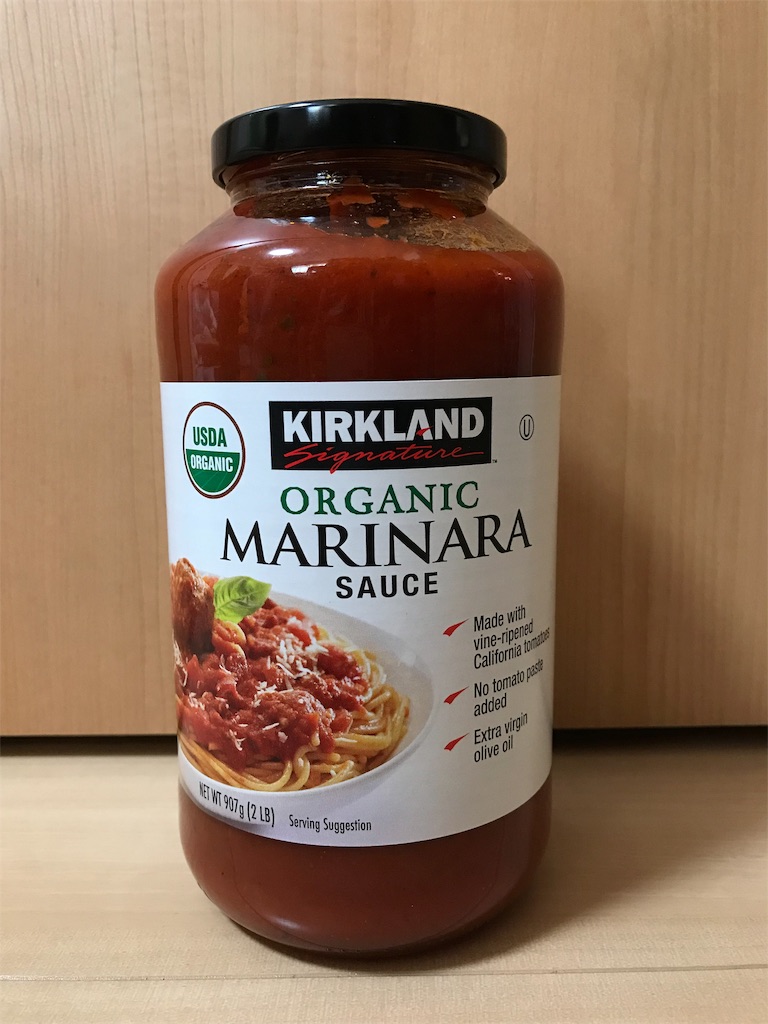 USDA
ORGANIC
KIRKLAND
Signature™
U
ORGANIC
MARINARA
SAUCE
Made with
vine-ripened
California tomatoes
No tomato paste
added
Extra virgin
olive oil
NET WT 907g (2 LB)
Serving Suggestion